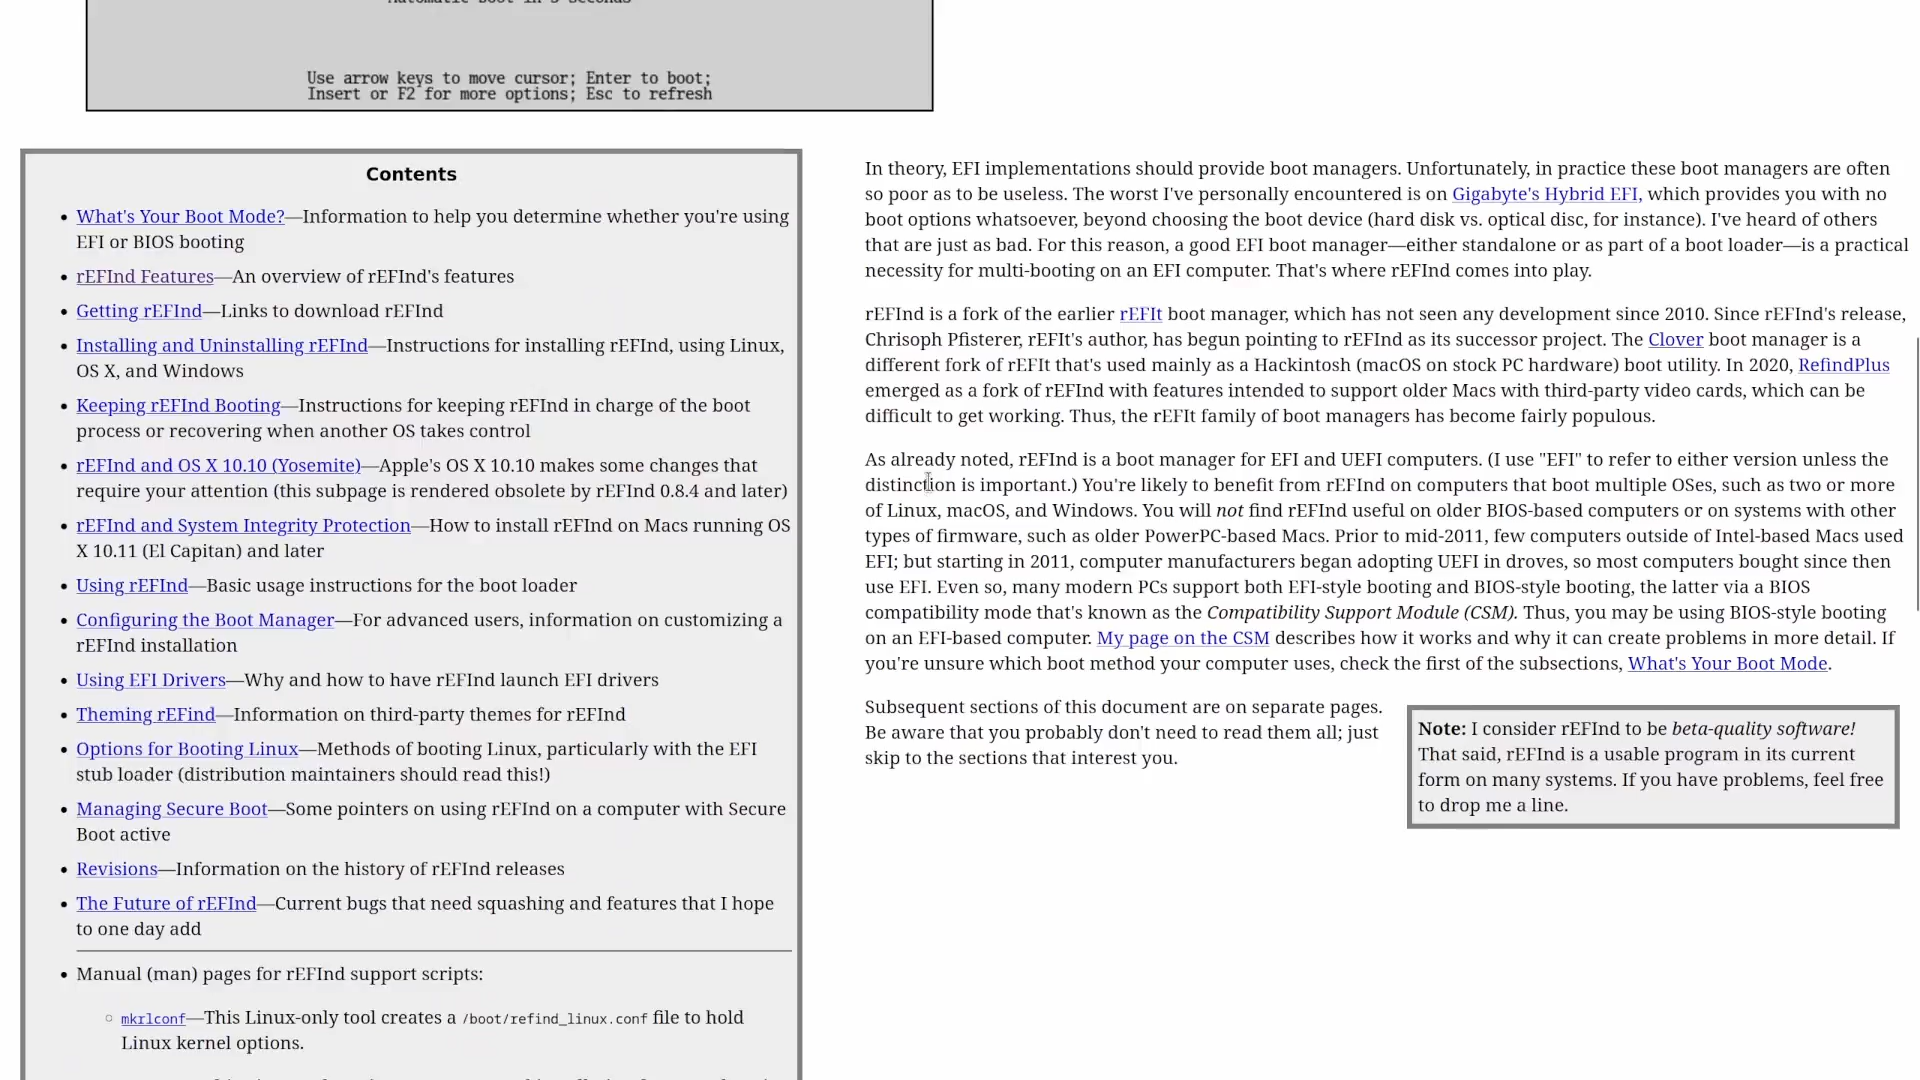 Automatic boot in 5 seconds
Use arrow keys to move cursor; Enter to boot;
Insert or F2 for more options; Esc to refresh
Contents
• What's Your Boot Mode?—Information to help you determine whether you're using
EFI or BIOS booting
• rEFInd Features—An overview of rEFInd's features
• Getting rEFInd—Links to download rEFInd
• Installing and Uninstalling rEFInd—Instructions for installing rEFInd, using Linux,
OS X, and Windows
• Keeping rEFInd Booting—Instructions for keeping rEFInd in charge of the boot
process or recovering when another OS takes control
• rEFInd and OS X 10.10 (Yosemite)—Apple's OS X 10.10 makes some changes that
require your attention (this subpage is rendered obsolete by rEFInd 0.8.4 and later)
• rEFInd and System Integrity Protection—How to install rEFInd on Macs running OS
X 10.11 (El Capitan) and later
• Using rEFInd—Basic usage instructions for the boot loader
• Configuring the Boot Manager—For advanced users, information on customizing a
rEFInd installation
• Using EFI Drivers—Why and how to have rEFInd launch EFI drivers
• Theming rEFind—Information on third-party themes for rEFInd
• Options for Booting Linux—Methods of booting Linux, particularly with the EFI
stub loader (distribution maintainers should read this!)
• Managing Secure Boot—Some pointers on using rEFInd on a computer with Secure
Boot active
• Revisions—Information on the history of rEFInd releases
• The Future of rEFInd—Current bugs that need squashing and features that I hope
to one day add
• Manual (man) pages for rEFInd support scripts:
○ mkrlconf—This Linux-only tool creates a /boot/refind_linux.conf file to hold
Linux kernel options.
In theory, EFI implementations should provide boot managers. Unfortunately, in practice these boot managers are often
so poor as to be useless. The worst I've personally encountered is on Gigabyte's Hybrid EFI, which provides you with no
boot options whatsoever, beyond choosing the boot device (hard disk vs. optical disc, for instance). I've heard of others
that are just as bad. For this reason, a good EFI boot manager—either standalone or as part of a boot loader—is a practical
necessity for multi-booting on an EFI computer. That's where rEFInd comes into play.
rEFInd is a fork of the earlier rEFIt boot manager, which has not seen any development since 2010. Since rEFInd's release,
Chrisoph Pfisterer, rEFIt's author, has begun pointing to rEFInd as its successor project. The Clover boot manager is a
different fork of rEFIt that's used mainly as a Hackintosh (macOS on stock PC hardware) boot utility. In 2020, RefindPlus
emerged as a fork of rEFInd with features intended to support older Macs with third-party video cards, which can be
difficult to get working. Thus, the rEFIt family of boot managers has become fairly populous.
As already noted, rEFInd is a boot manager for EFI and UEFI computers. (I use "EFI" to refer to either version unless the
distinction is important.) You're likely to benefit from rEFInd on computers that boot multiple OSes, such as two or more
of Linux, macOS, and Windows. You will not find rEFInd useful on older BIOS-based computers or on systems with other
types of firmware, such as older PowerPC-based Macs. Prior to mid-2011, few computers outside of Intel-based Macs used
EFI; but starting in 2011, computer manufacturers began adopting UEFI in droves, so most computers bought since then
use EFI. Even so, many modern PCs support both EFI-style booting and BIOS-style booting, the latter via a BIOS
compatibility mode that's known as the Compatibility Support Module (CSM). Thus, you may be using BIOS-style booting
on an EFI-based computer. My page on the CSM describes how it works and why it can create problems in more detail. If
you're unsure which boot method your computer uses, check the first of the subsections, What's Your Boot Mode.
Subsequent sections of this document are on separate pages.
Be aware that you probably don't need to read them all; just
skip to the sections that interest you.
Note: I consider rEFInd to be beta-quality software!
That said, rEFInd is a usable program in its current
form on many systems. If you have problems, feel free
to drop me a line.